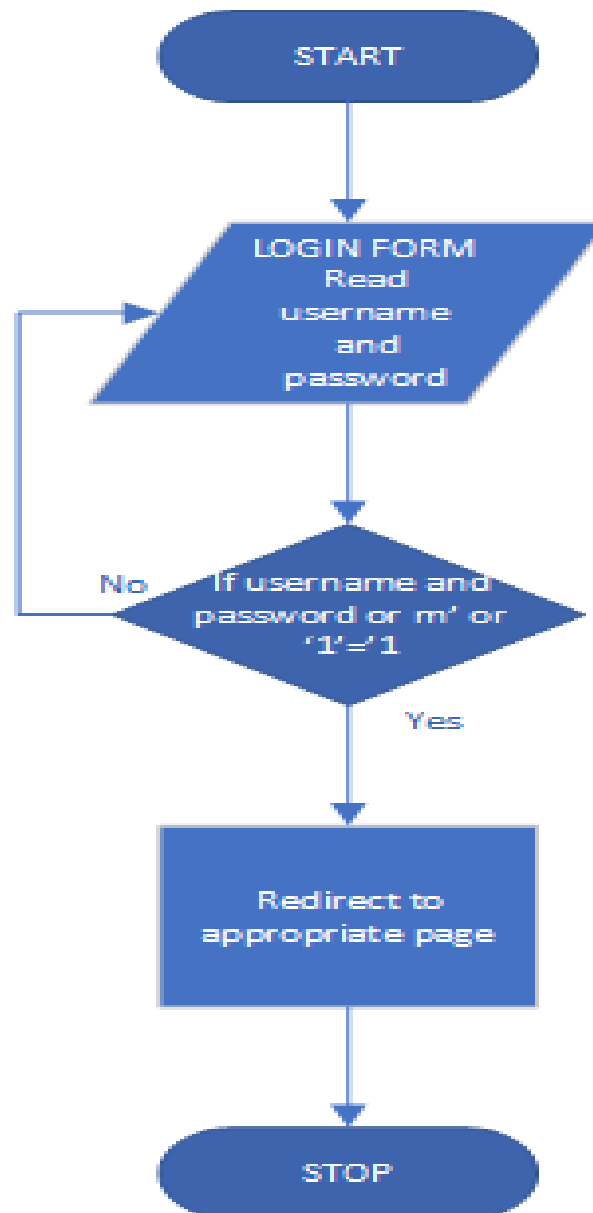 START
LOGIN FORM
Read
username
and
password
No
If username and
password or m’ or
‘1’=’1
Yes
Redirect to
appropriate page
STOP